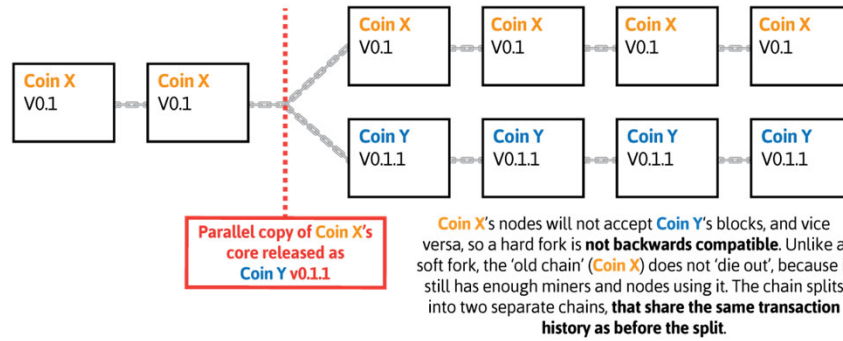 Coin X
V0.1
Coin X
V0.1
Coin X
V0.1
Coin X
V0.1
Coin X
V0.1
Coin X
V0.1
Coin Y
V0.1.1
Coin Y
V0.1.1
Coin Y
V0.1.1
Coin Y
V0.1.1
Parallel copy of Coin X's
core released as
Coin Y v0.1.1
Coin X's nodes will not accept Coin Y's blocks, and vice
versa, so a hard fork is not backwards compatible. Unlike a
soft fork, the 'old chain' (Coin X) does not 'die out', because
still has enough miners and nodes using it. The chain splits
into two separate chains, that share the same transaction
history as before the split.